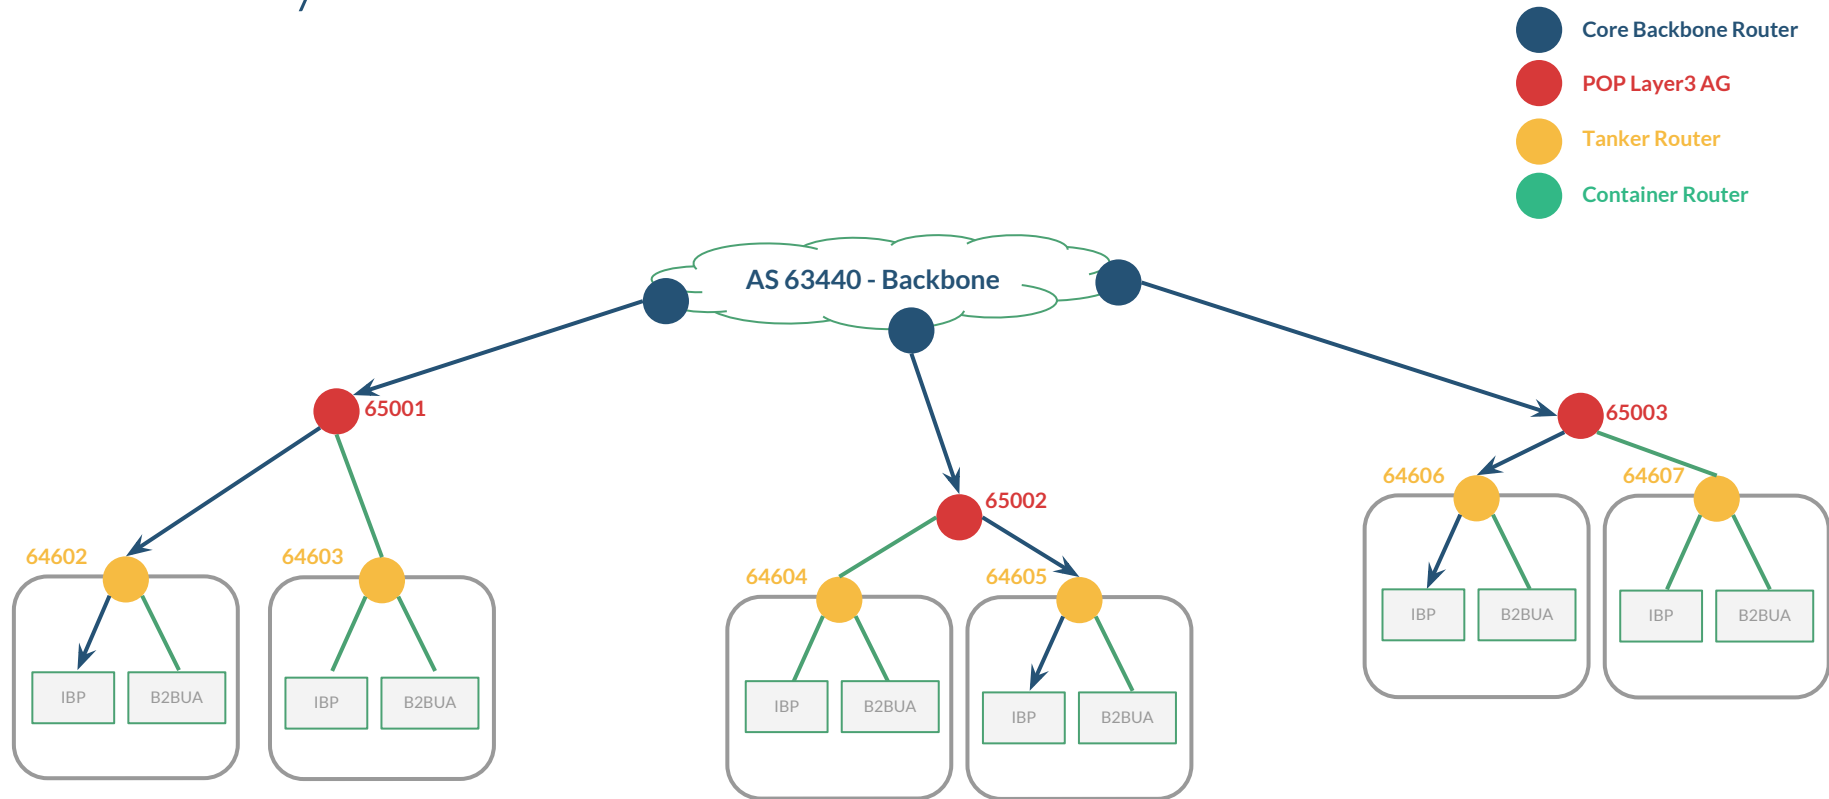 Core Backbone Router
POP Layer3 AG
Tanker Router
Container Router
AS 63440 - Backbone
65001
65003
64606
64607
65002
64602
64603
64604
64605
IBP
B2BUA
IBP
B2BUA
IBP
B2BUA
IBP
B2BUA
IBP
B2BUA
IBP
B2BUA